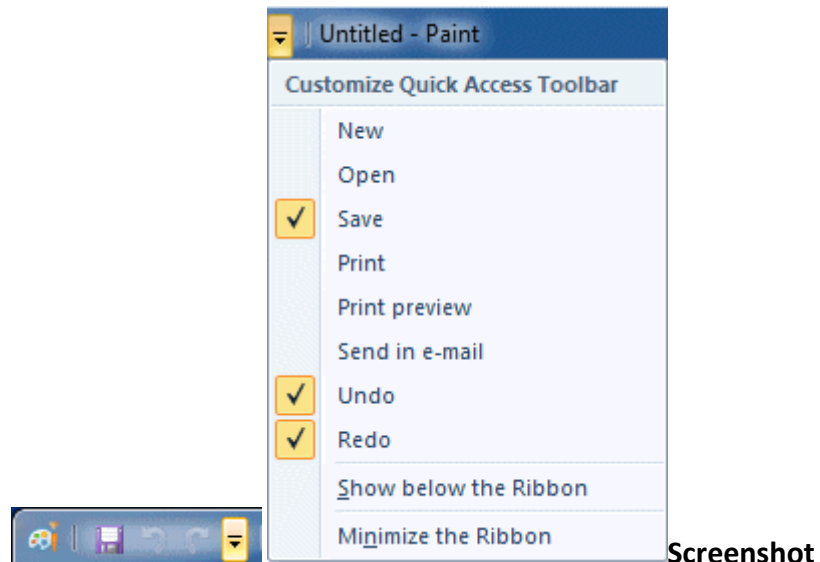 Untitled - Paint
Customize Quick Access Toolbar
New
Open
Save
Print
Print preview
Send in e-mail
Undo
Redo
Show below the Ribbon
Minimize the Ribbon
Screenshot